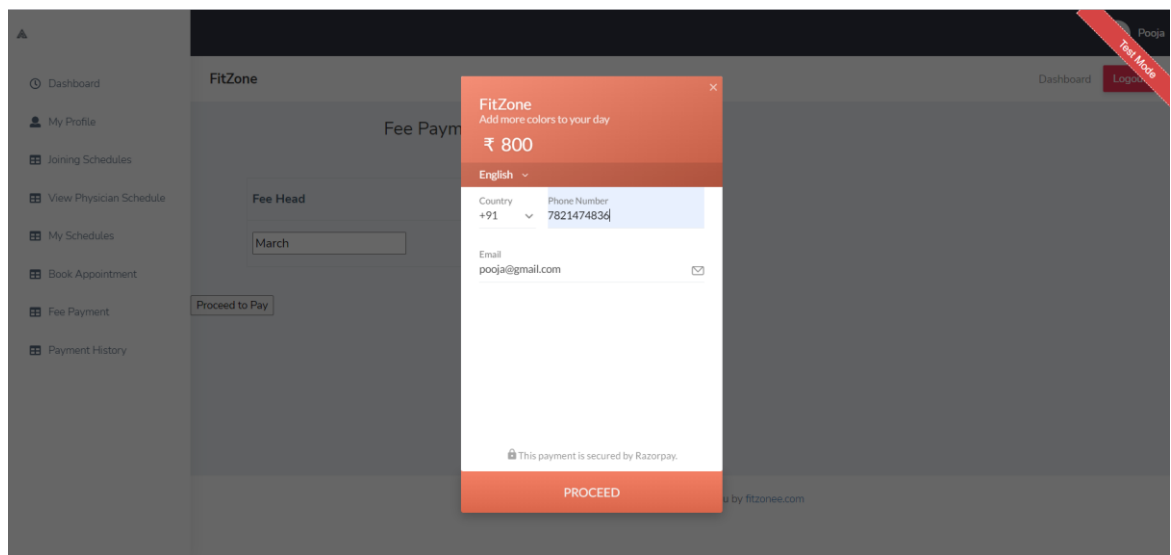 Pooja
Test Mode
Dashboard
My Profile
Joining Schedules
View Physician Schedule
My Schedules
Book Appointment
Fee Payment
Payment History
FitZone
Dashboard
Fee Paym
Fee Head
March
Proceed to Pay
×
FitZone
Add more colors to your day
₹ 800
English
Country
Phone Number
+91
7821474836
Email
pooja@gmail.com
This payment is secured by Razorpay.
PROCEED
by fitzonee.com